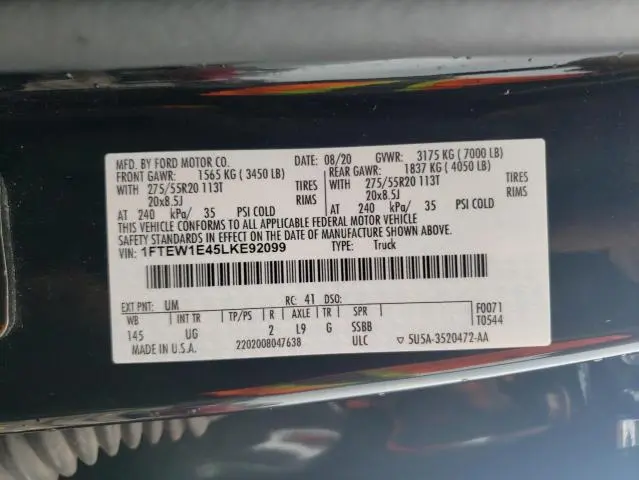 MFD. BY FORD MOTOR CO. DATE: 08/20 GVWR: 3175 KG ( 7000 LB)
FRONT GAWR: 1565 KG ( 3450 LB) REAR GAWR: 1837 KG ( 4050 LB)
WITH 275/55R20 113T TIRES WITH 275/55R20 113T TIRES
20x8.5J RIMS 20x8.5J RIMS
AT 240 kPa/ 35 PSI COLD AT 240 kPa/ 35 PSI COLD
THIS VEHICLE CONFORMS TO ALL APPLICABLE FEDERAL MOTOR VEHICLE
SAFETY STANDARDS IN EFFECT ON THE DATE OF MANUFACTURE SHOWN ABOVE.
VIN: 1FTEW1E45LKE92099 TYPE: Truck
EXT PNT: UM RC: 41 DSO: F0071
WB INT TR TP/PS R AXLE TR SPR T0544
145 UG 2 L9 G SSBB
MADE IN U.S.A. 2202008047638 ULC ▽ 5U5A-3520472-AA